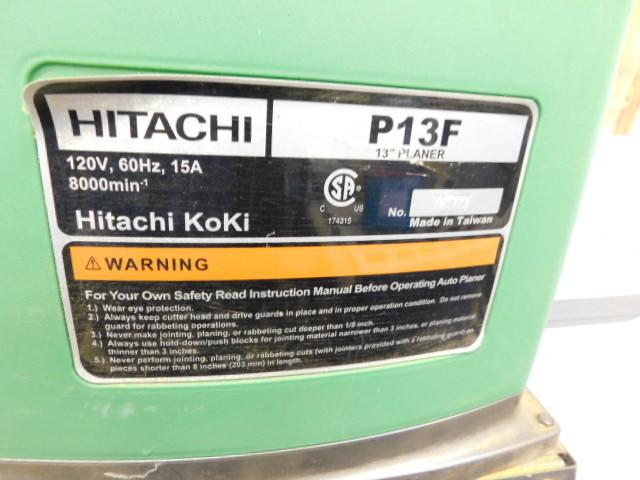 HITACHI
P13F
13" PLANER
120V, 60Hz, 15A
8000min-1
Hitachi KoKi
SA
C US
174315
No.
Made in Taiwan
⚠ WARNING
For Your Own Safety Read Instruction Manual Before Operating Auto Planer
1.) Wear eye protection.
2.) Always keep cutter head and drive guards in place and in proper operation condition. Do not remove
guard for rabbeting operations.
3.) Never make jointing, planing, or rabbeting cut deeper than 1/8 inch.
4.) Always use hold-down/push blocks for jointing material narrower than 3 inches, or planing material
thinner than 3 inches.
5.) Never perform jointing, planing, or rabbeting cuts (with jointers provided with a rabbeting guard) on
pieces shorter than 8 inches (203 mm) in length.